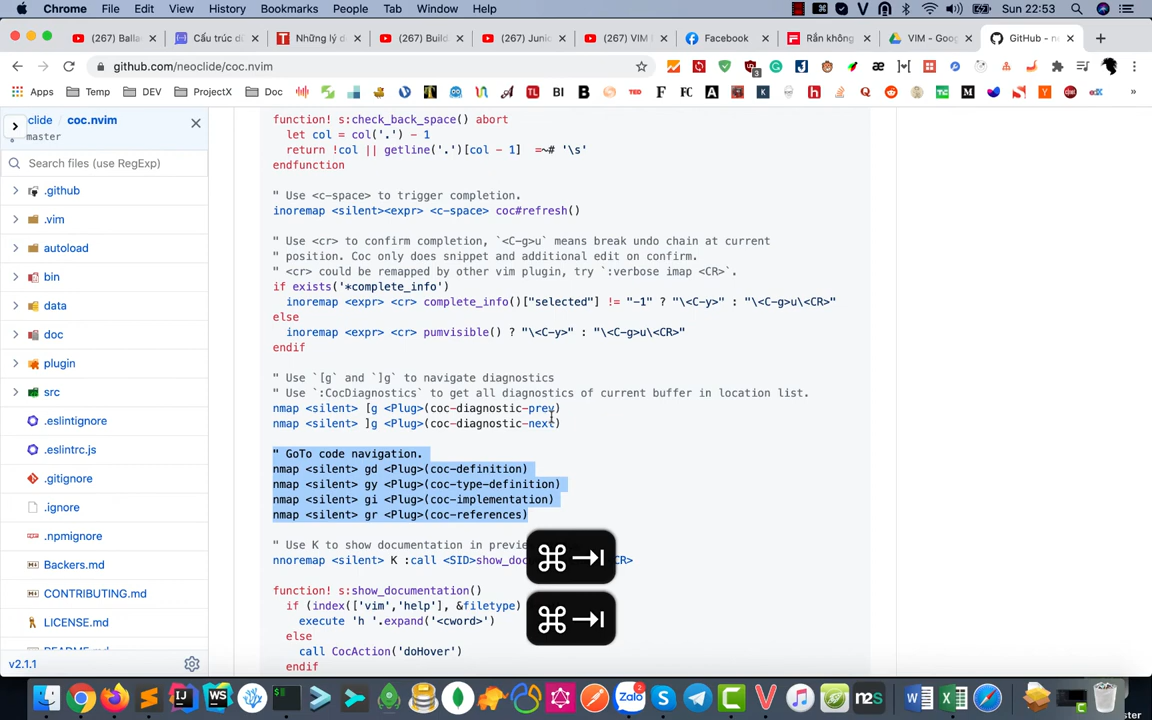 Chrome File Edit View History Bookmarks People Tab Window Help Sun 22:53
(267) Balla
Cấu trúc dữ
Những lý d
(267) Build
(267) Junio
(267) VIM
Facebook
Rắn không
VIM - Goog
GitHub - ne
github.com/neoclide/coc.nvim
Apps Temp DEV ProjectX Doc
clide / coc.nvim
master
Search files (use RegExp)
.github
.vim
autoload
bin
data
doc
plugin
src
.eslintignore
.eslintrc.js
.gitignore
.ignore
.npmignore
Backers.md
CONTRIBUTING.md
LICENSE.md
README.md
v2.1.1
function! s:check_back_space() abort
let col = col('.') - 1
return !col || getline('.')[col - 1] =~# '\s'
endfunction
" Use <c-space> to trigger completion.
inoremap <silent><expr> <c-space> coc#refresh()
" Use <cr> to confirm completion, `<C-g>u` means break undo chain at current
" position. Coc only does snippet and additional edit on confirm.
" <cr> could be remapped by other vim plugin, try `:verbose imap <CR>`.
if exists('*complete_info')
inoremap <expr> <cr> complete_info()["selected"] != "-1" ? "\<C-y>" : "\<C-g>u\<CR>"
else
inoremap <expr> <cr> pumvisible() ? "\<C-y>" : "\<C-g>u\<CR>"
endif
" Use `[g` and `]g` to navigate diagnostics
" Use `:CocDiagnostics` to get all diagnostics of current buffer in location list.
nmap <silent> [g <Plug>(coc-diagnostic-prev)
nmap <silent> ]g <Plug>(coc-diagnostic-next)
" GoTo code navigation.
nmap <silent> gd <Plug>(coc-definition)
nmap <silent> gy <Plug>(coc-type-definition)
nmap <silent> gi <Plug>(coc-implementation)
nmap <silent> gr <Plug>(coc-references)
" Use K to show documentation in previe
nnoremap <silent> K :call <SID>show_doc CR>
function! s:show_documentation()
if (index(['vim','help'], &filetype)
execute 'h '.expand('<cword>')
else
call CocAction('doHover')
endif
⌘⇥
⌘⇥